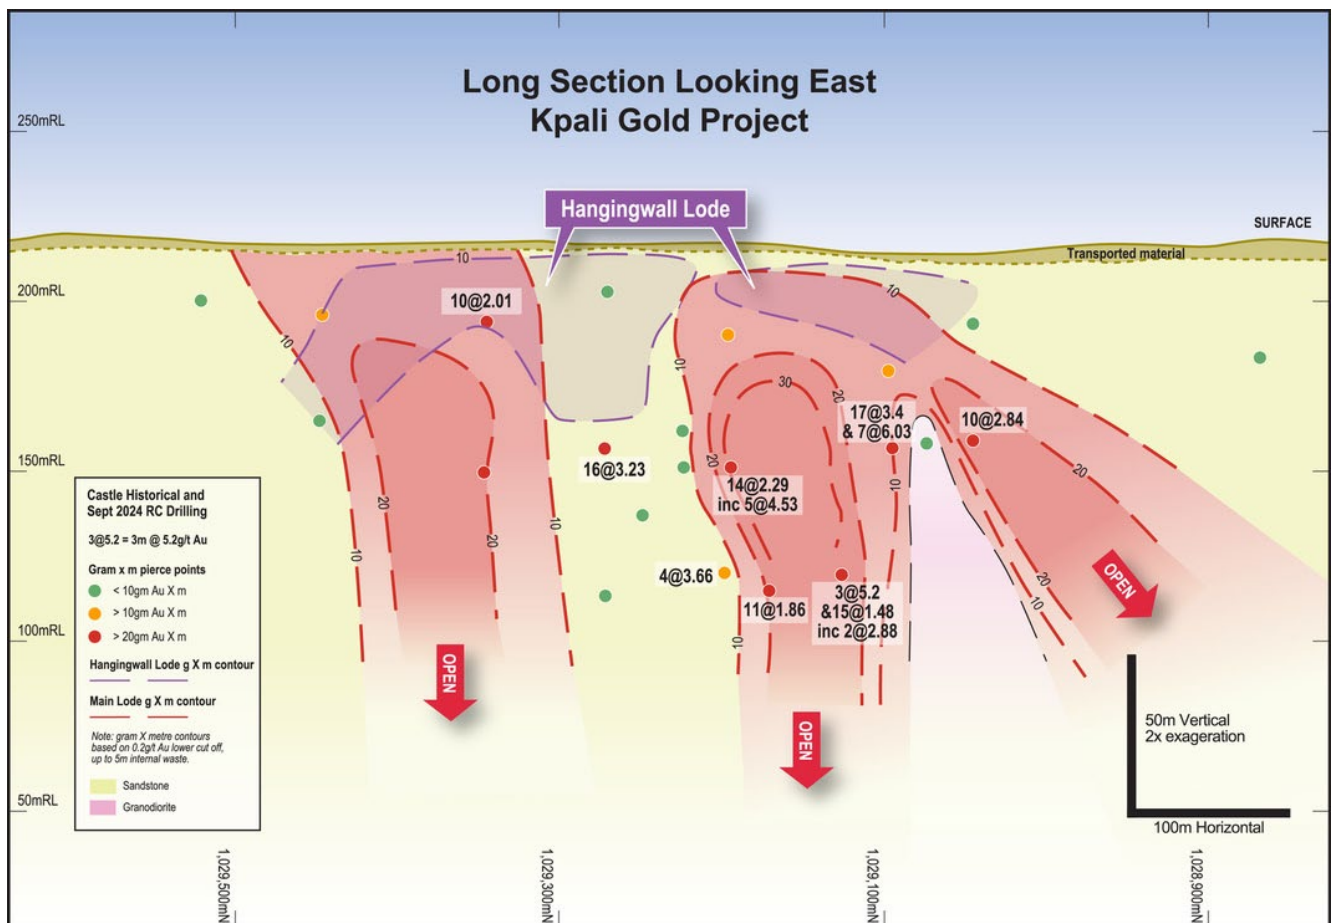 Long Section Looking East
Kpali Gold Project
250mRL
200mRL
150mRL
100mRL
50mRL
Hangingwall Lode
SURFACE
Transported material
10
10
10
10@2.01
10
10
20
20
10
16@3.23
10
20
30
20
14@2.29
inc 5@4.53
4@3.66
10
11@1.86
3@5.2
&15@1.48
inc 2@2.88
17@3.4
& 7@6.03
10
10@2.84
20
20
10
OPEN
OPEN
OPEN
Castle Historical and
Sept 2024 RC Drilling
3@5.2 = 3m @ 5.2g/t Au
Gram x m pierce points
< 10gm Au X m
> 10gm Au X m
> 20gm Au X m
Hangingwall Lode g X m contour
Main Lode g X m contour
Note: gram X metre contours
based on 0.2g/t Au lower cut off,
up to 5m internal waste.
Sandstone
Granodiorite
50m Vertical
2x exageration
100m Horizontal
1,029,500mN
1,029,300mN
1,029,100mN
1,028,900mN